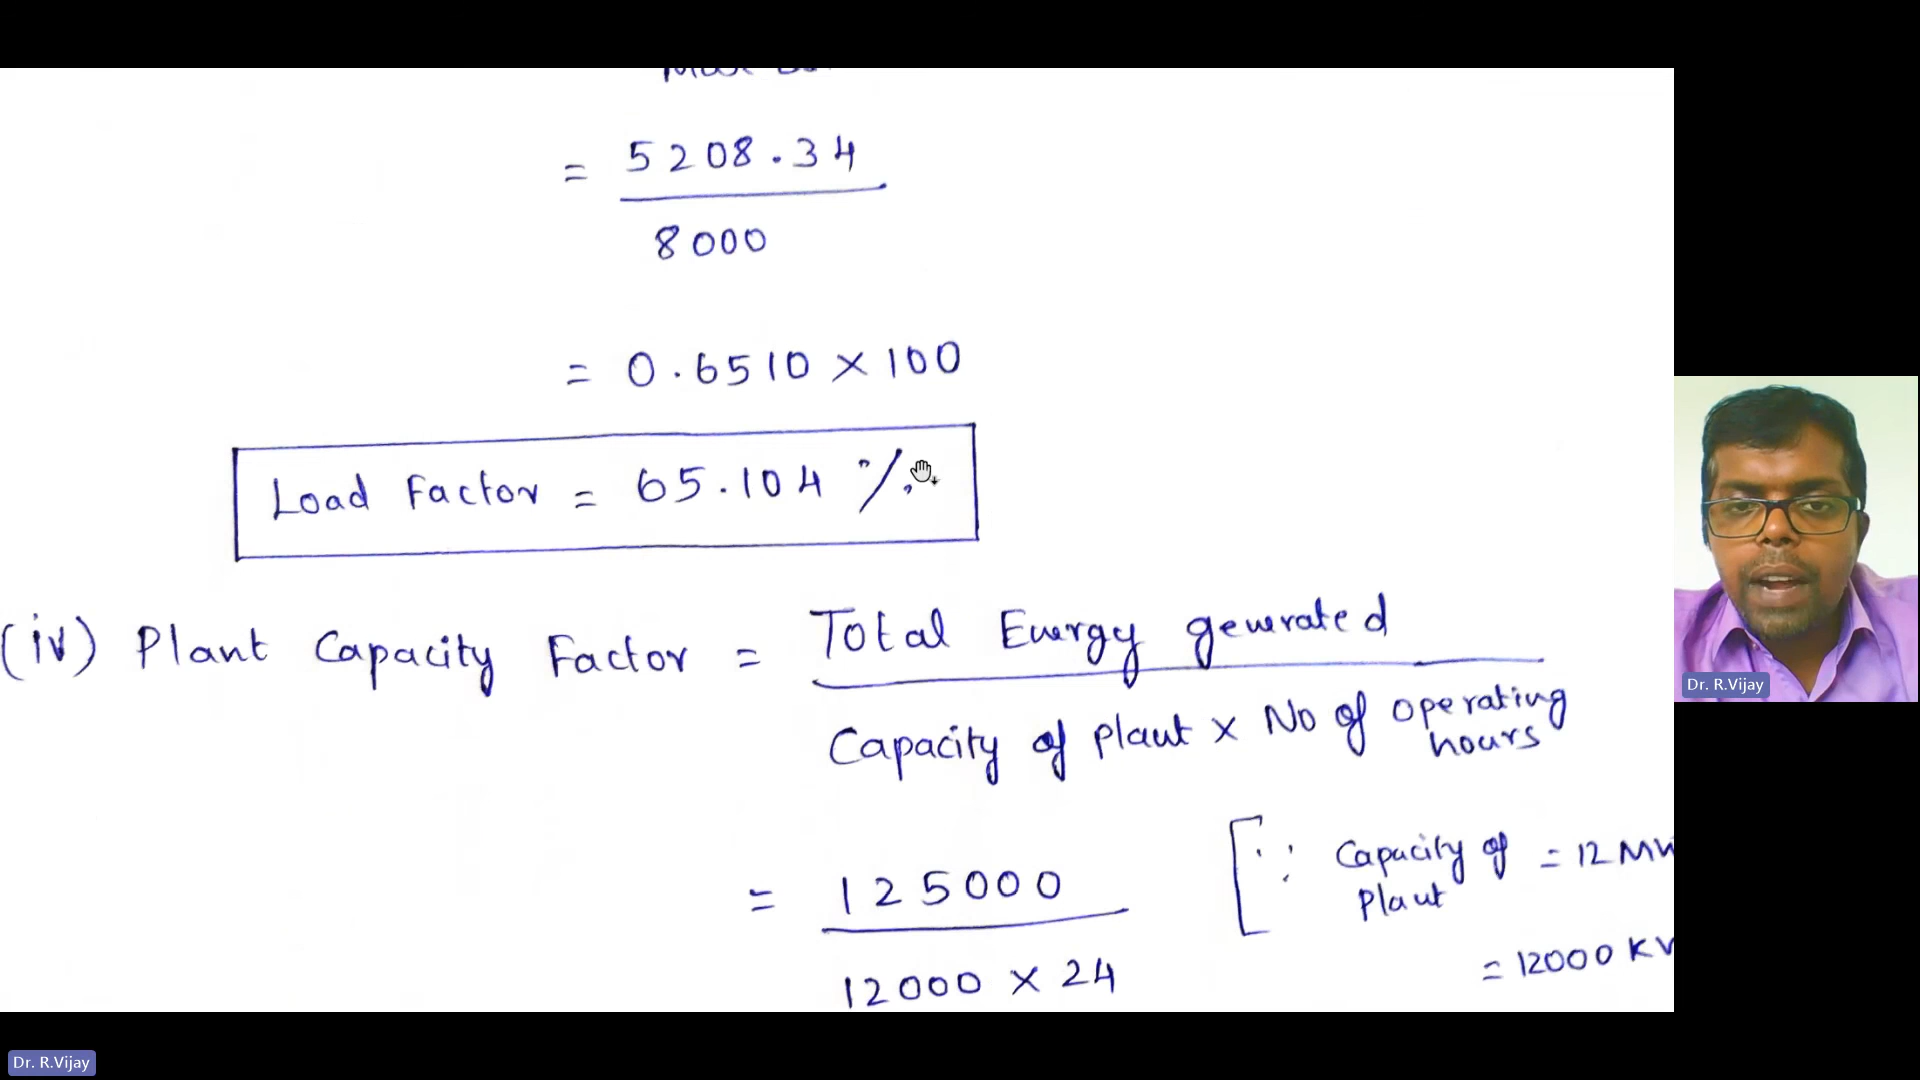 = 5208.34
8000
= 0.6510 × 100
Load Factor = 65.104 %
(iv) Plant Capacity Factor = Total Energy generated
Capacity of plant × No of operating
hours
= 125000
12000 × 24
[∵ Capacity of = 12 MW
Plant
= 12000 KW
Dr. R.Vijay
Dr. R.Vijay